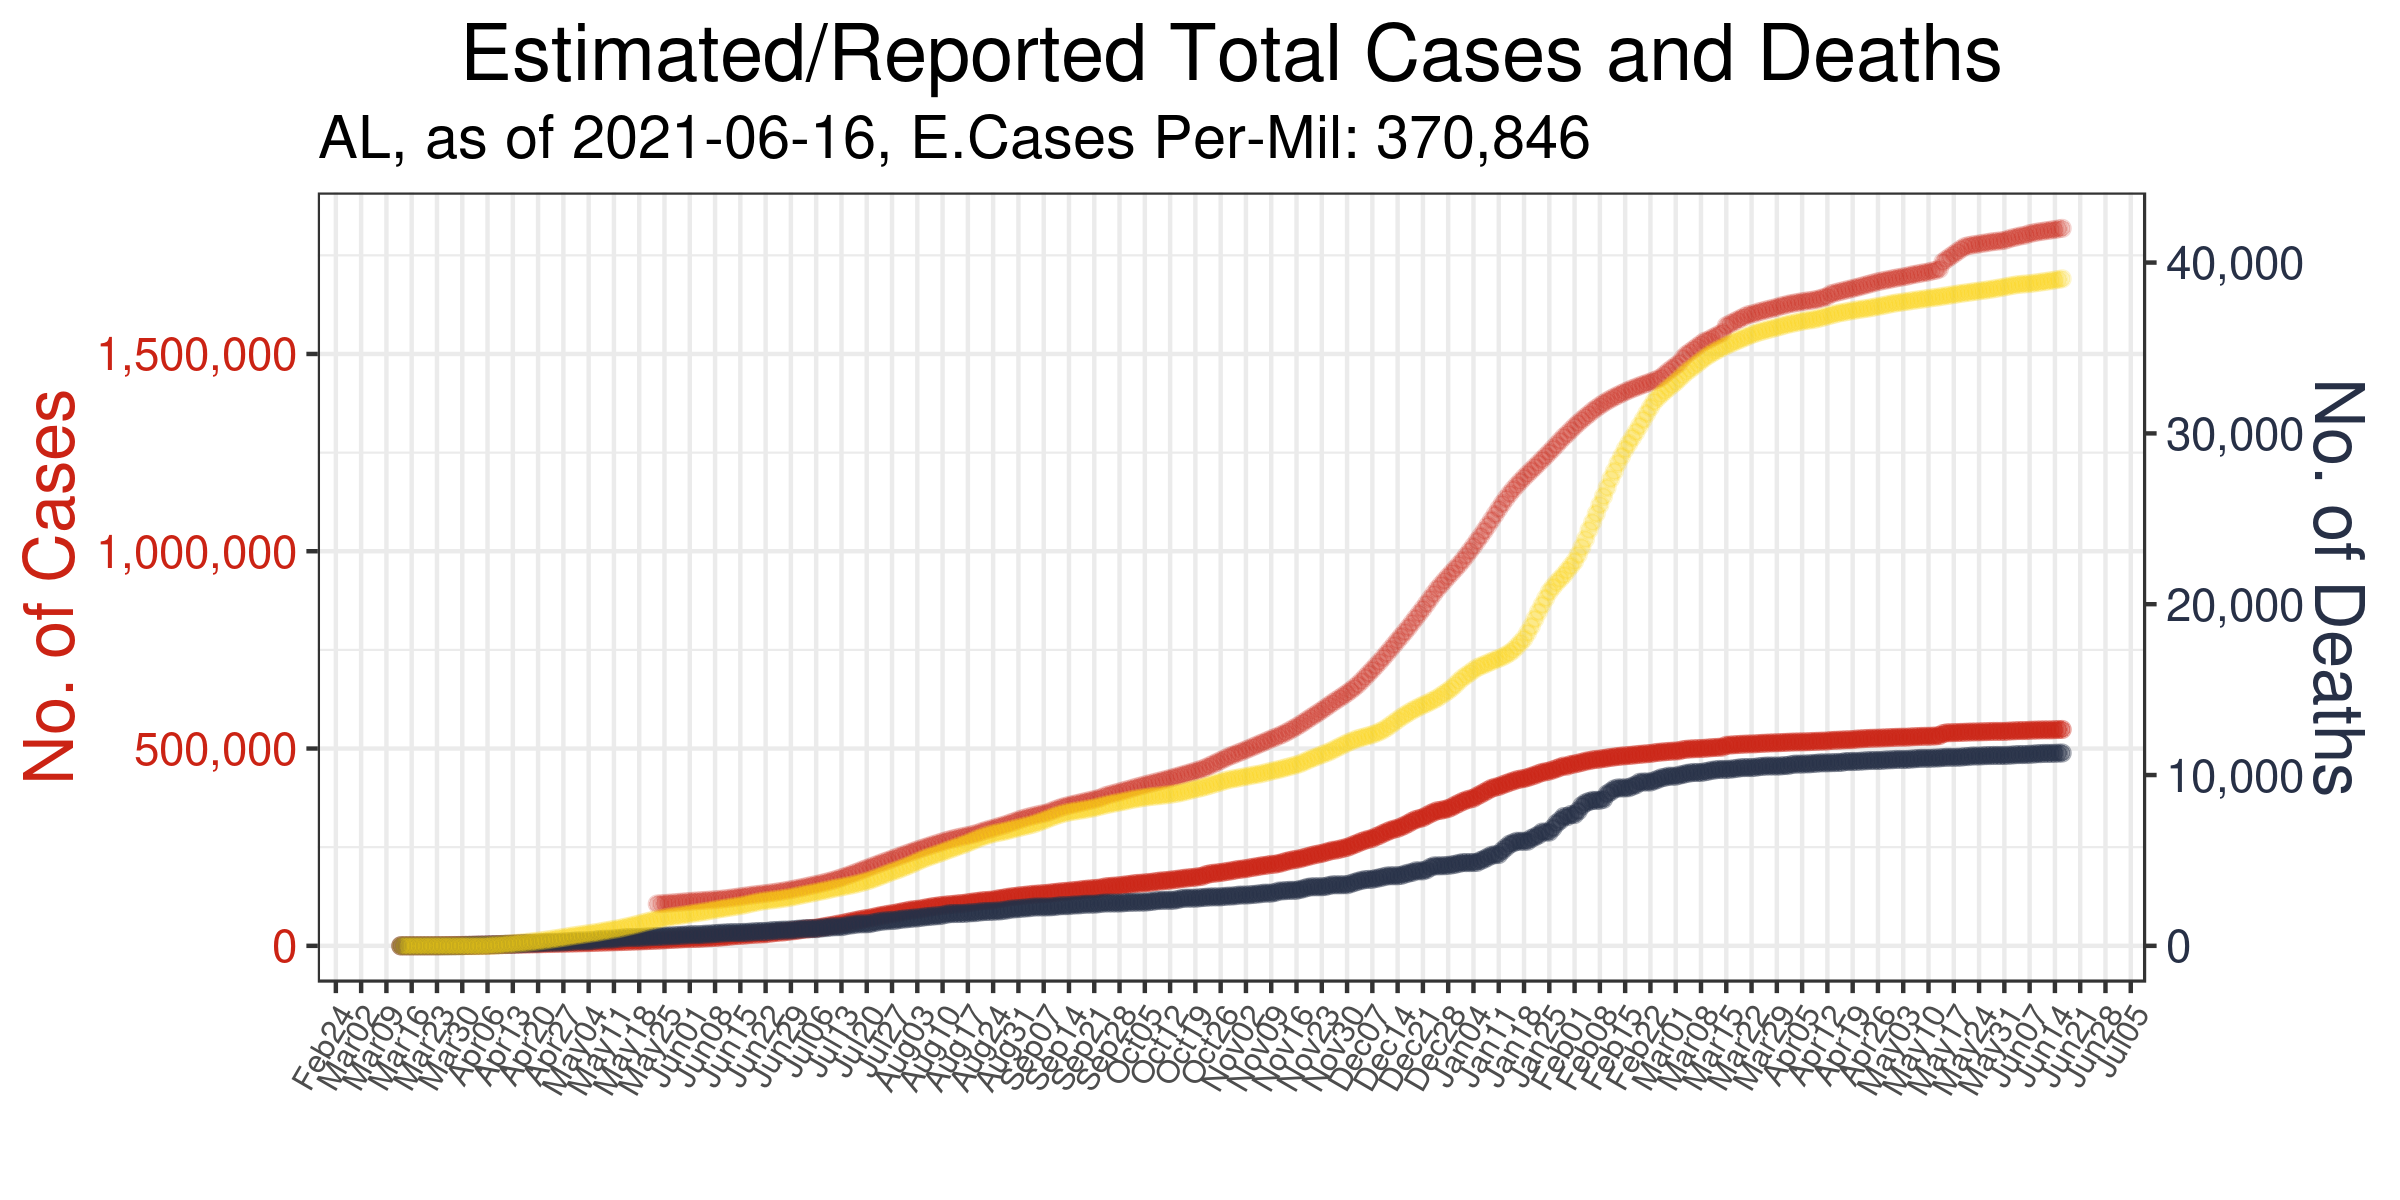 Estimated/Reported Total Cases and Deaths
AL, as of 2021-06-16, E.Cases Per-Mil: 370,846
No. of Cases
1,500,000
1,000,000
500,000
0
40,000
30,000
20,000
10,000
0
No. of Deaths
Feb24
Mar02
Mar09
Mar16
Mar23
Mar30
Apr06
Apr13
Apr20
Apr27
May04
May11
May18
May25
Jun01
Jun08
Jun15
Jun22
Jun29
Jul06
Jul13
Jul20
Jul27
Aug03
Aug10
Aug17
Aug24
Aug31
Sep07
Sep14
Sep21
Sep28
Oct05
Oct12
Oct19
Oct26
Nov02
Nov09
Nov16
Nov23
Nov30
Dec07
Dec14
Dec21
Dec28
Jan04
Jan11
Jan18
Jan25
Feb01
Feb08
Feb15
Feb22
Mar01
Mar08
Mar15
Mar22
Mar29
Apr05
Apr12
Apr19
Apr26
May03
May10
May17
May24
May31
Jun07
Jun14
Jun21
Jun28
Jul05